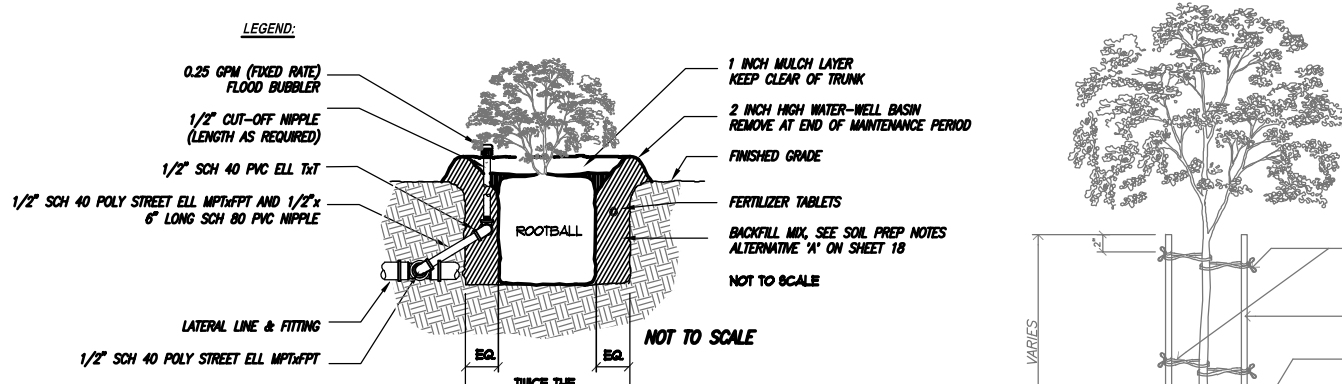 LEGEND:
0.25 GPM (FIXED RATE)
FLOOD BUBBLER
1/2" CUT-OFF NIPPLE
(LENGTH AS REQUIRED)
1/2" SCH 40 PVC ELL TxT
1/2" SCH 40 POLY STREET ELL MPTxFPT AND 1/2"x
6" LONG SCH 80 PVC NIPPLE
LATERAL LINE & FITTING
1/2" SCH 40 POLY STREET ELL MPTxFPT
ROOTBALL
EQ.
EQ.
TWICE THE
1 INCH MULCH LAYER
KEEP CLEAR OF TRUNK
2 INCH HIGH WATER-WELL BASIN
REMOVE AT END OF MAINTENANCE PERIOD
FINISHED GRADE
FERTILIZER TABLETS
BACKFILL MIX, SEE SOIL PREP NOTES
ALTERNATIVE 'A' ON SHEET 18
NOT TO SCALE
NOT TO SCALE
2"
VARIES